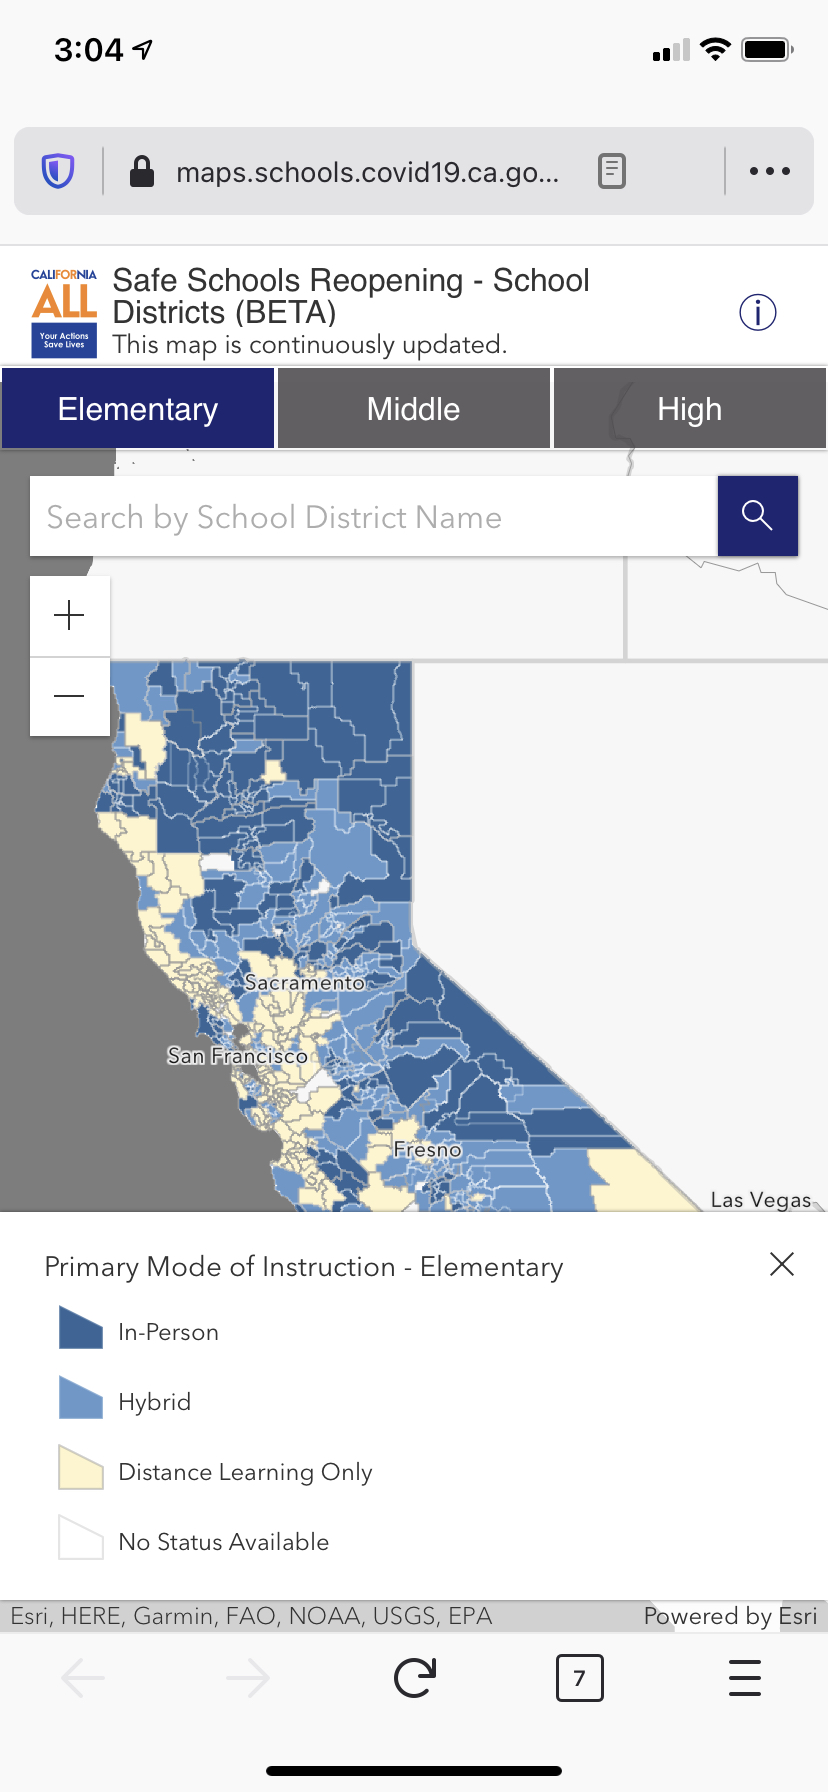 3:04
maps.schools.covid19.ca.go...
CALIFORNIA
ALL
Your Actions
Save Lives
Safe Schools Reopening - School
Districts (BETA)
This map is continuously updated.
Elementary
Middle
High
Search by School District Name
+
—
Sacramento
San Francisco
Fresno
Las Vegas
Primary Mode of Instruction - Elementary
In-Person
Hybrid
Distance Learning Only
No Status Available
Esri, HERE, Garmin, FAO, NOAA, USGS, EPA
Powered by Esri
7